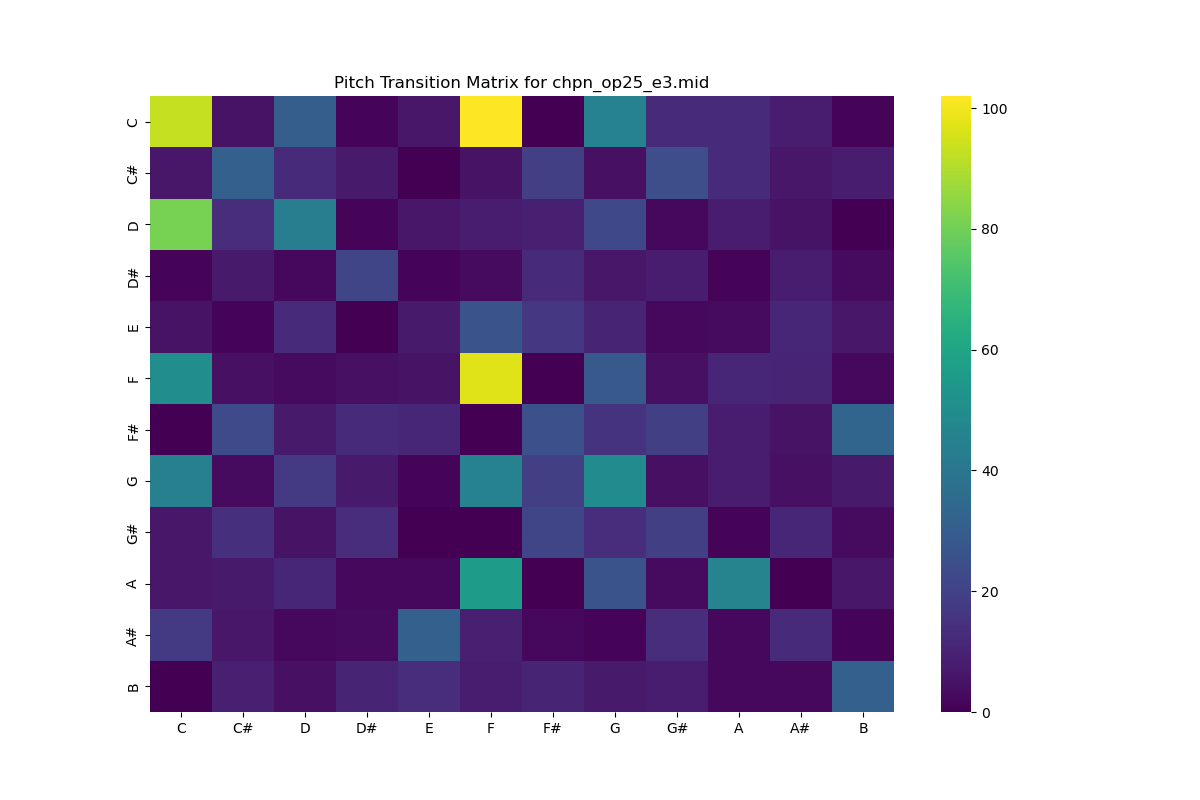 Pitch Transition Matrix for chpn_op25_e3.mid
C
C#
D
D#
E
F
F#
G
G#
A
A#
B
C C# D D# E F F# G G# A A# B
100
80
60
40
20
0